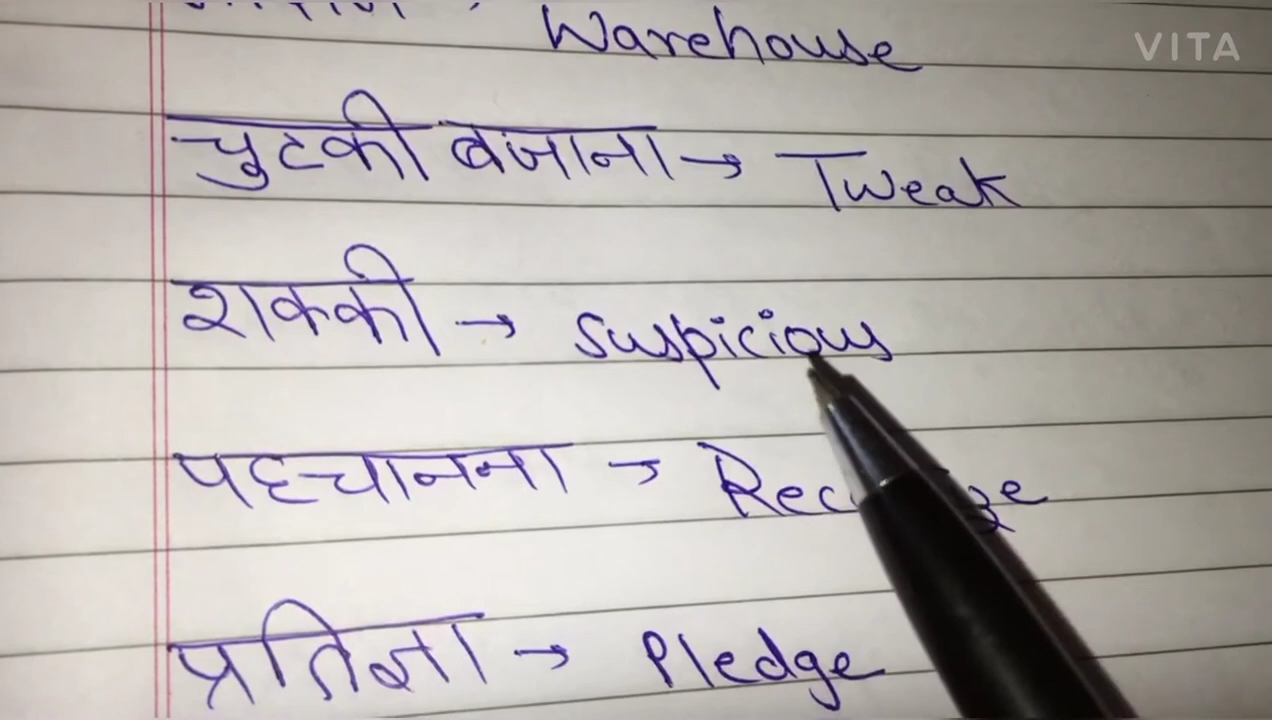 Warehouse
VITA
चुटकी बजाना → Tweak
शक्की → Suspicious
पहचानना →
प्रतिज्ञा → Pledge